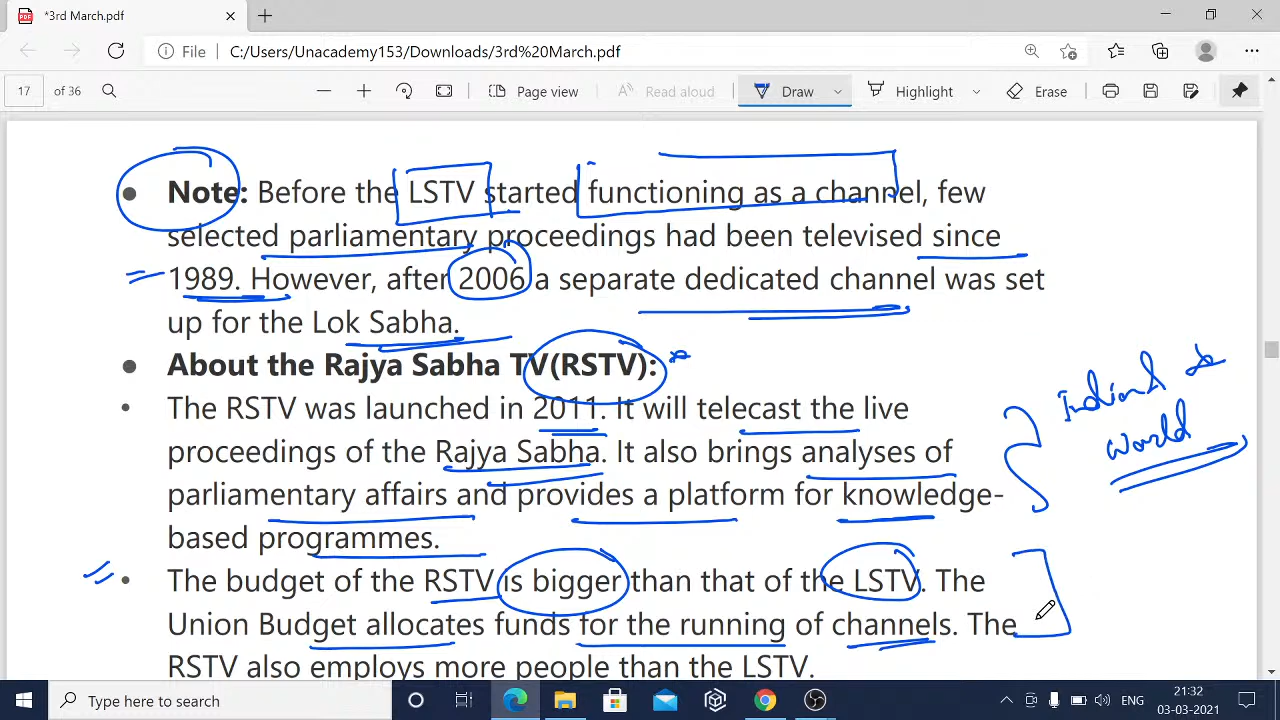 *3rd March.pdf
File C:/Users/Unacademy153/Downloads/3rd%20March.pdf
17 of 36 Page view Read aloud Draw Highlight Erase
• Note: Before the LSTV started functioning as a channel, few
selected parliamentary proceedings had been televised since
1989. However, after 2006 a separate dedicated channel was set
up for the Lok Sabha.
• About the Rajya Sabha TV(RSTV):
• The RSTV was launched in 2011. It will telecast the live
proceedings of the Rajya Sabha. It also brings analyses of
parliamentary affairs and provides a platform for knowledge-
based programmes.
• The budget of the RSTV is bigger than that of the LSTV. The
Union Budget allocates funds for the running of channels. The
RSTV also employs more people than the LSTV.
World
Type here to search
ENG
21:32
03-03-2021